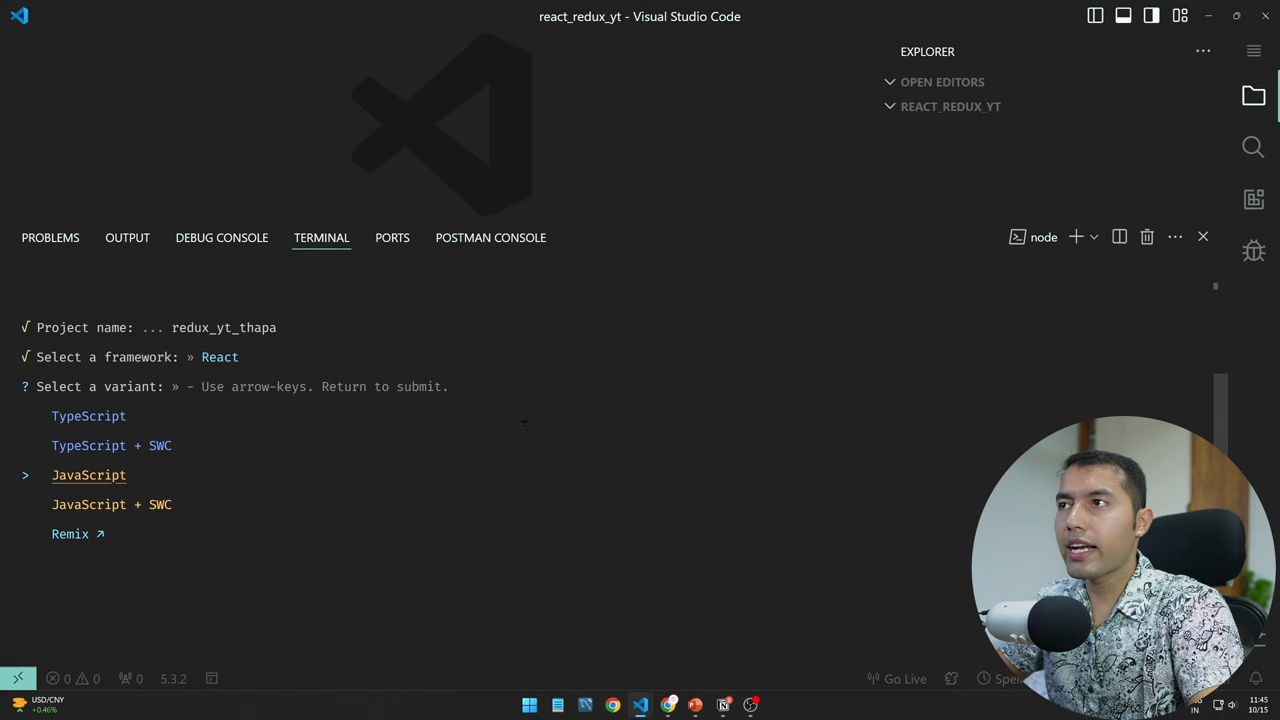 react_redux_yt - Visual Studio Code
EXPLORER
OPEN EDITORS
REACT_REDUX_YT
PROBLEMS OUTPUT DEBUG CONSOLE TERMINAL PORTS POSTMAN CONSOLE
node
√ Project name: ... redux_yt_thapa
√ Select a framework: » React
? Select a variant: » - Use arrow-keys. Return to submit.
TypeScript
TypeScript + SWC
> JavaScript
JavaScript + SWC
Remix ↗
0 0 0 5.3.2 Go Live
USD/CNY
+0.46%
IN
11:45
10/15